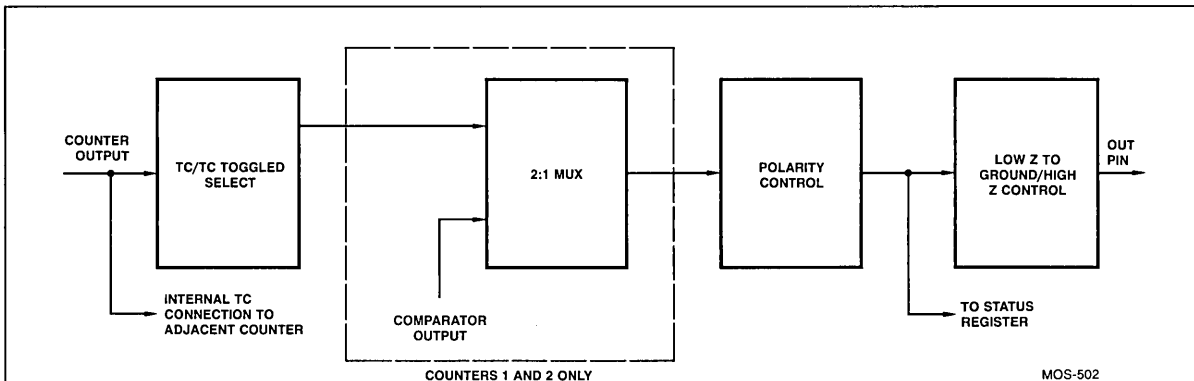 COUNTER
OUTPUT
TC/TC TOGGLED
SELECT
INTERNAL TC
CONNECTION TO
ADJACENT COUNTER
2:1 MUX
COMPARATOR
OUTPUT
COUNTERS 1 AND 2 ONLY
POLARITY
CONTROL
TO STATUS
REGISTER
LOW Z TO
GROUND/HIGH
Z CONTROL
OUT
PIN
MOS-502